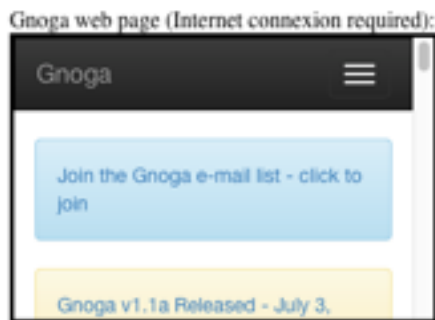 Gnoga web page (Internet connexion required):
Gnoga
Join the Gnoga e-mail list - click to
join
Gnoga v1.1a Released - July 3,